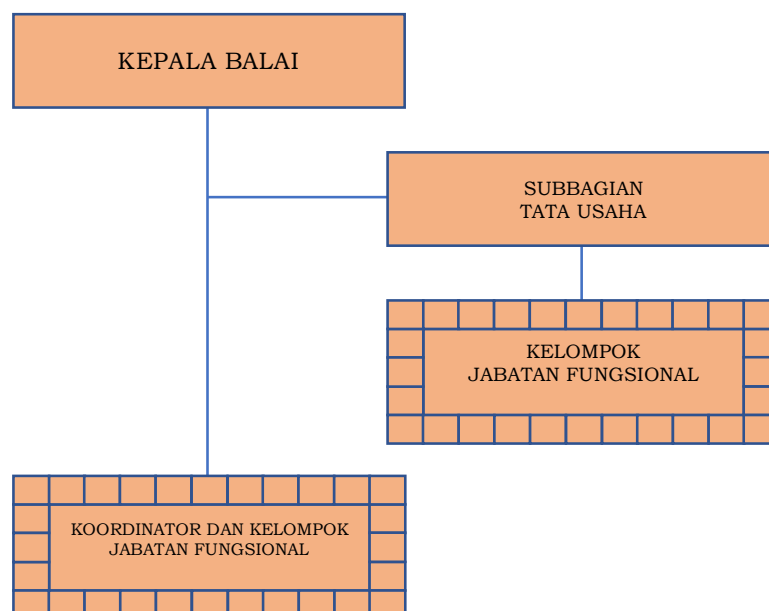 KEPALA BALAI
SUBBAGIAN
TATA USAHA
KELOMPOK
JABATAN FUNGSIONAL
KOORDINATOR DAN KELOMPOK
JABATAN FUNGSIONAL